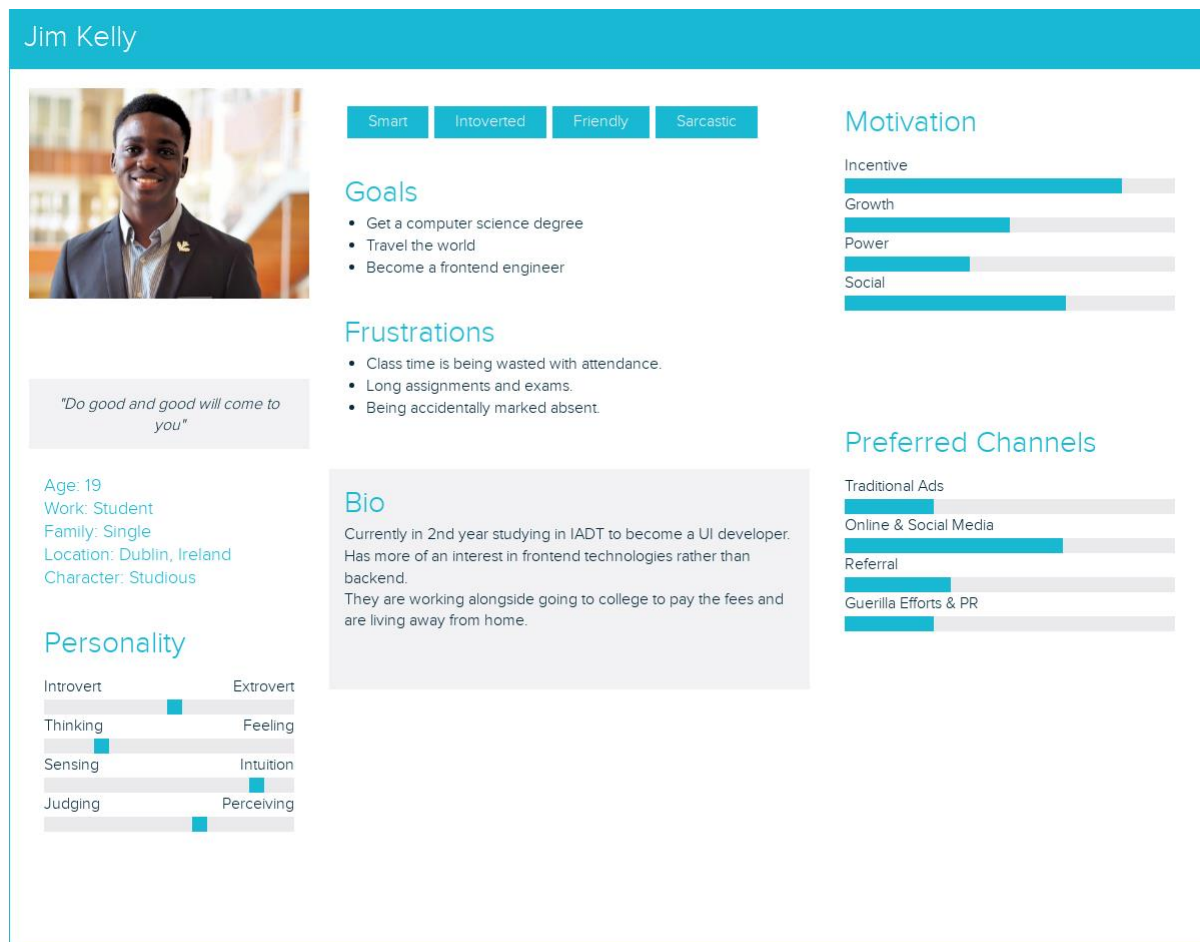 Jim Kelly
"Do good and good will come to
you"
Age: 19
Work: Student
Family: Single
Location: Dublin, Ireland
Character: Studious
Personality
Introvert Extrovert
Thinking Feeling
Sensing Intuition
Judging Perceiving
Smart Intoverted Friendly Sarcastic
Goals
• Get a computer science degree
• Travel the world
• Become a frontend engineer
Frustrations
• Class time is being wasted with attendance.
• Long assignments and exams.
• Being accidentally marked absent.
Bio
Currently in 2nd year studying in IADT to become a UI developer.
Has more of an interest in frontend technologies rather than
backend.
They are working alongside going to college to pay the fees and
are living away from home.
Motivation
Incentive
Growth
Power
Social
Preferred Channels
Traditional Ads
Online & Social Media
Referral
Guerilla Efforts & PR